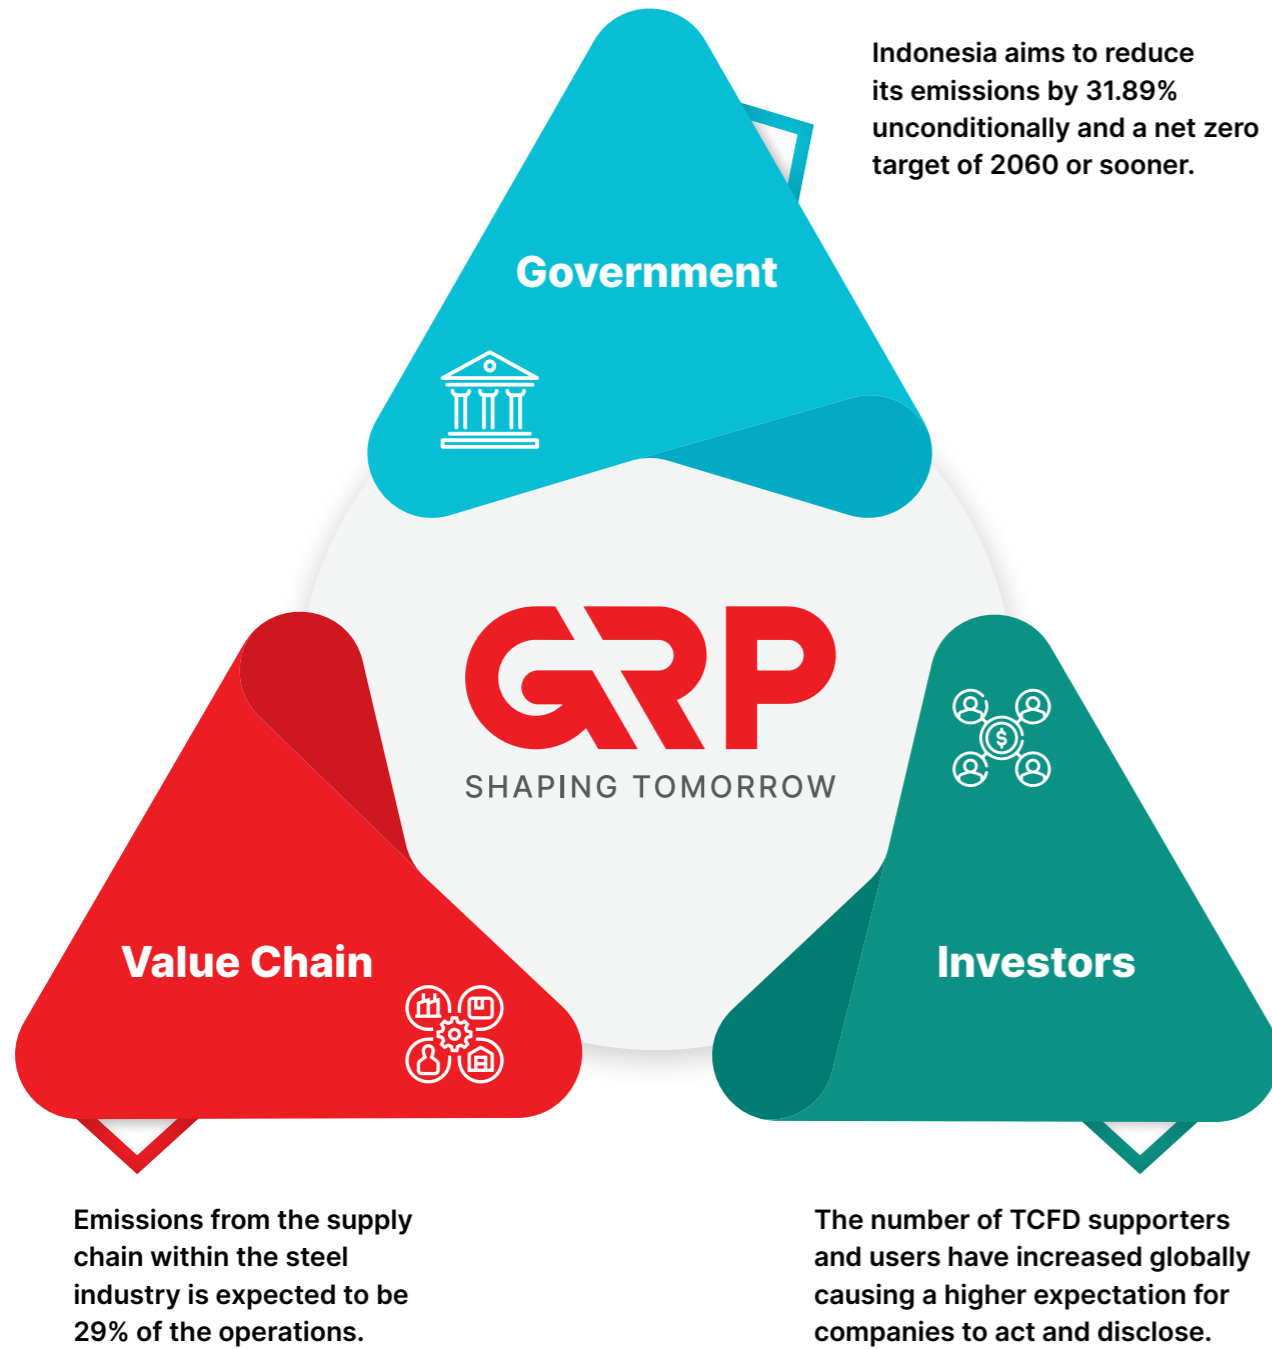 Indonesia aims to reduce
its emissions by 31.89%
unconditionally and a net zero
target of 2060 or sooner.
Government
GRP
SHAPING TOMORROW
Value Chain
Investors
$
Emissions from the supply
chain within the steel
industry is expected to be
29% of the operations.
The number of TCFD supporters
and users have increased globally
causing a higher expectation for
companies to act and disclose.